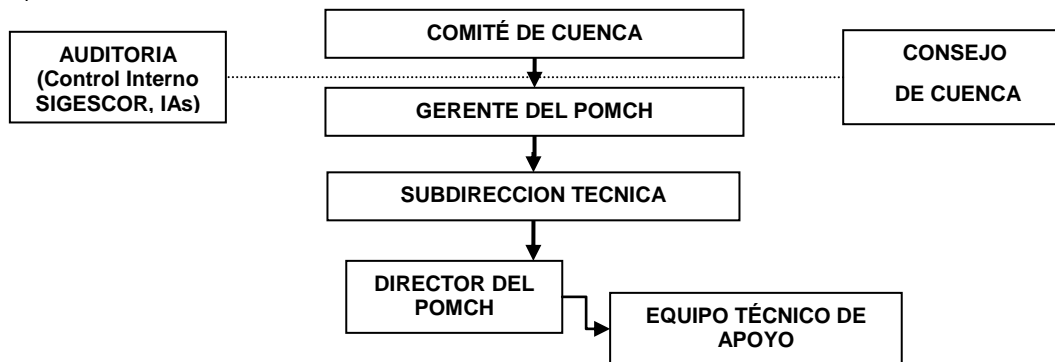 COMITÉ DE CUENCA
AUDITORIA
(Control Interno
SIGESCOR, IAs)
CONSEJO
DE CUENCA
GERENTE DEL POMCH
SUBDIRECCION TECNICA
DIRECTOR DEL
POMCH
EQUIPO TÉCNICO DE
APOYO